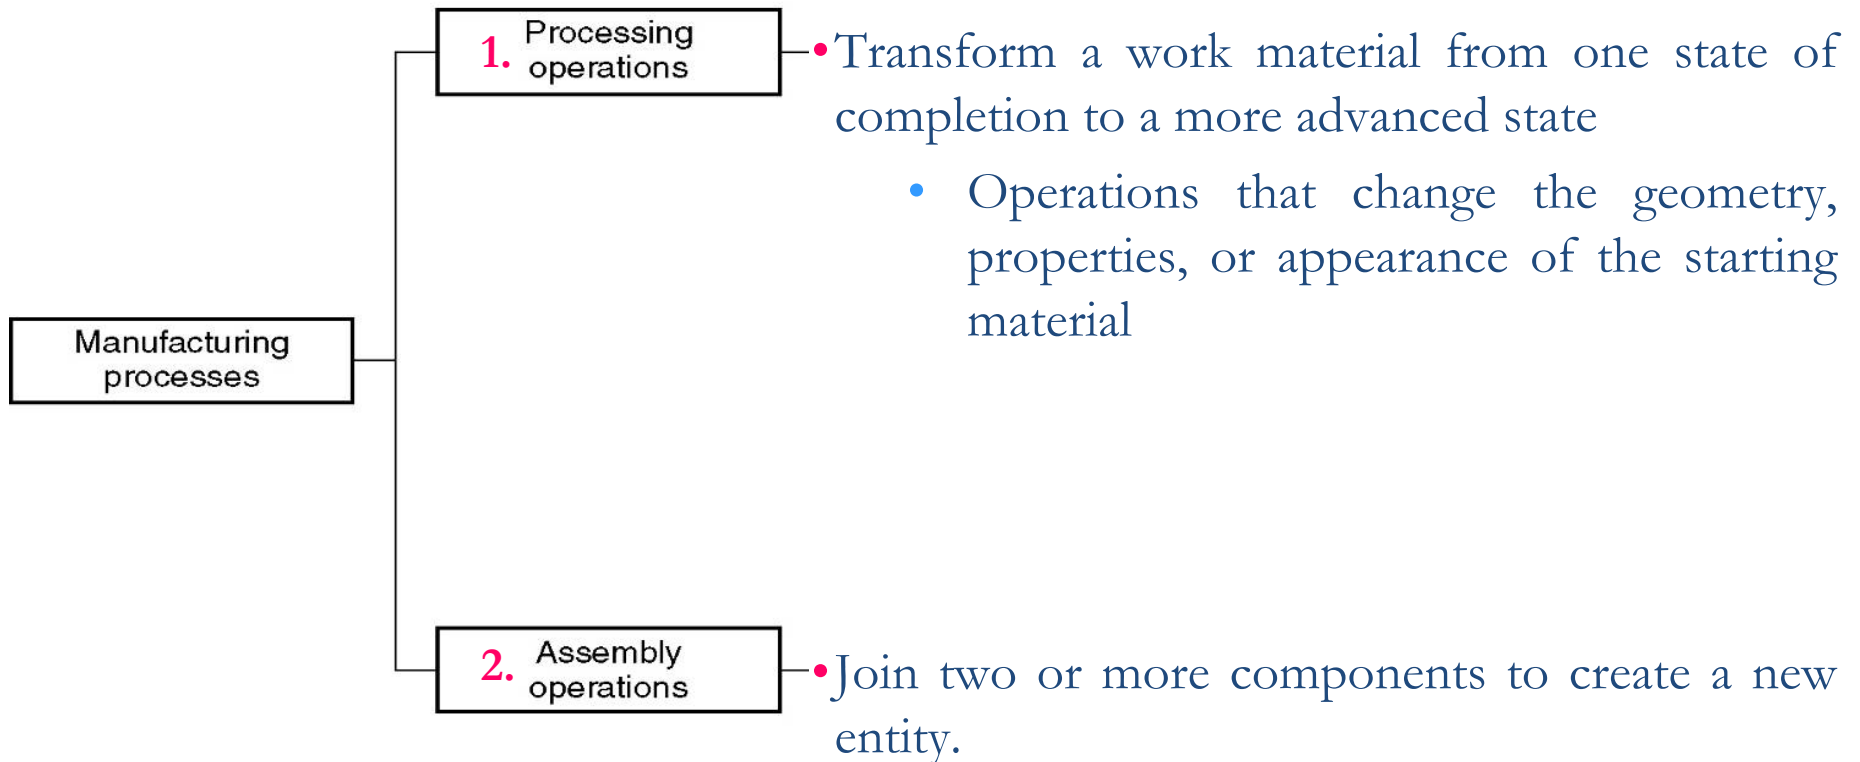 Manufacturing
processes
1. Processing
operations
•Transform a work material from one state of
completion to a more advanced state
• Operations that change the geometry,
properties, or appearance of the starting
material
2. Assembly
operations
•Join two or more components to create a new
entity.